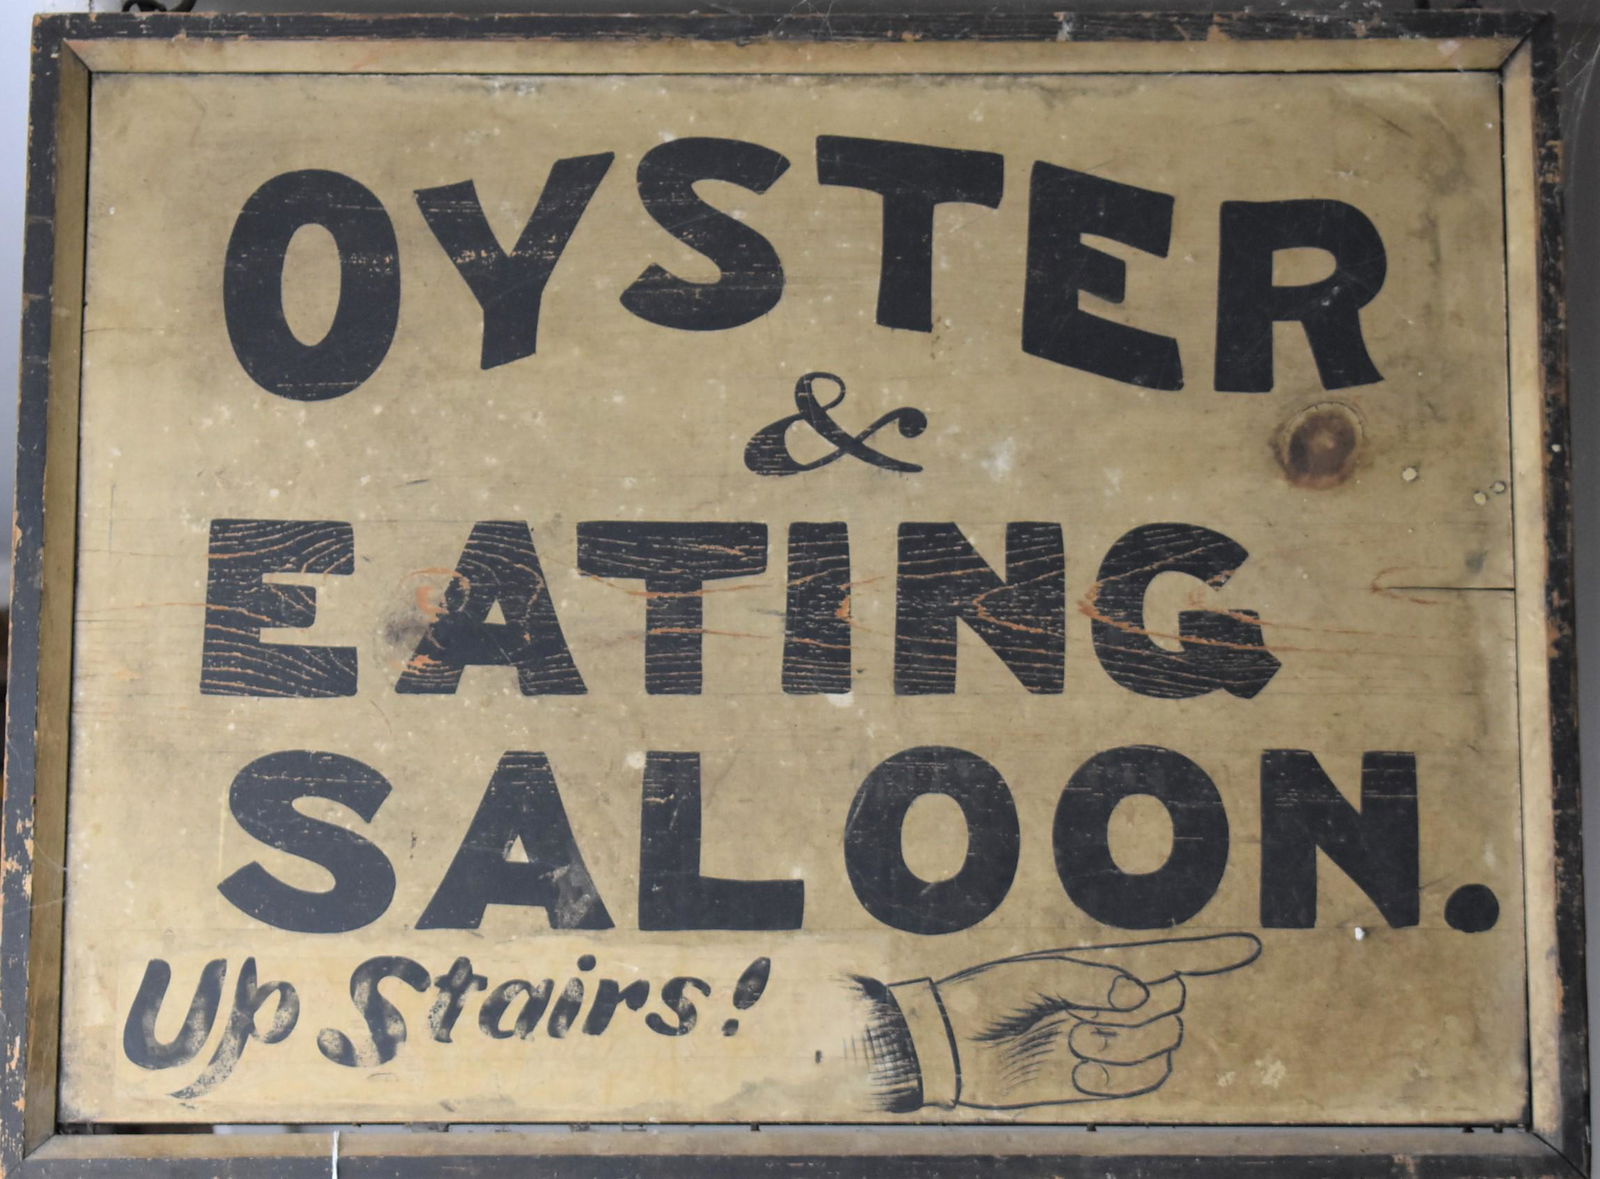 OYSTER
&
EATING
SALOON.
Up Stairs!